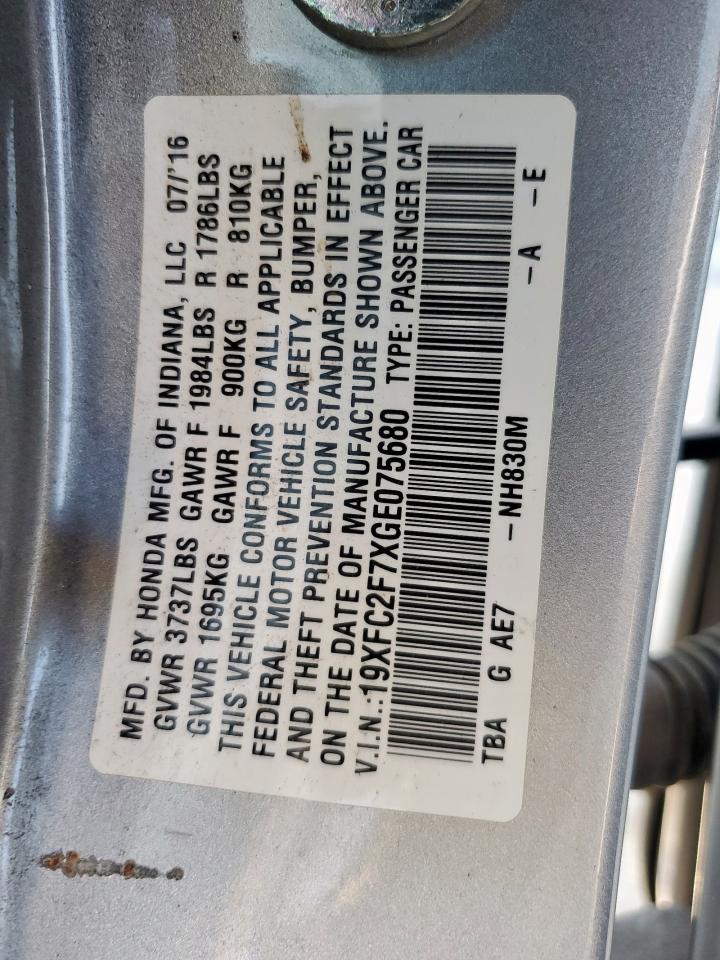 MFD. BY HONDA MFG. OF INDIANA, LLC 07/'16
GVWR 3737LBS GAWR F 1984LBS R 1786LBS
GVWR 1695KG GAWR F 900KG R 810KG
THIS VEHICLE CONFORMS TO ALL APPLICABLE
FEDERAL MOTOR VEHICLE SAFETY, BUMPER,
AND THEFT PREVENTION STANDARDS IN EFFECT
ON THE DATE OF MANUFACTURE SHOWN ABOVE.
V.I.N.:19XFC2F7XGE075680 TYPE: PASSENGER CAR
TBA G AE7 -NH830M -A -E